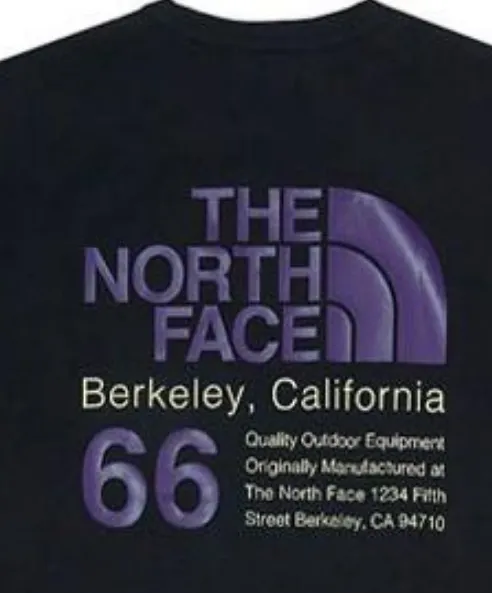 THE
NORTH
FACE
Berkeley, California
66
Quality Outdoor Equipment
Originally Manufactured at
The North Face 1234 Fifth
Street Berkeley, CA 94710